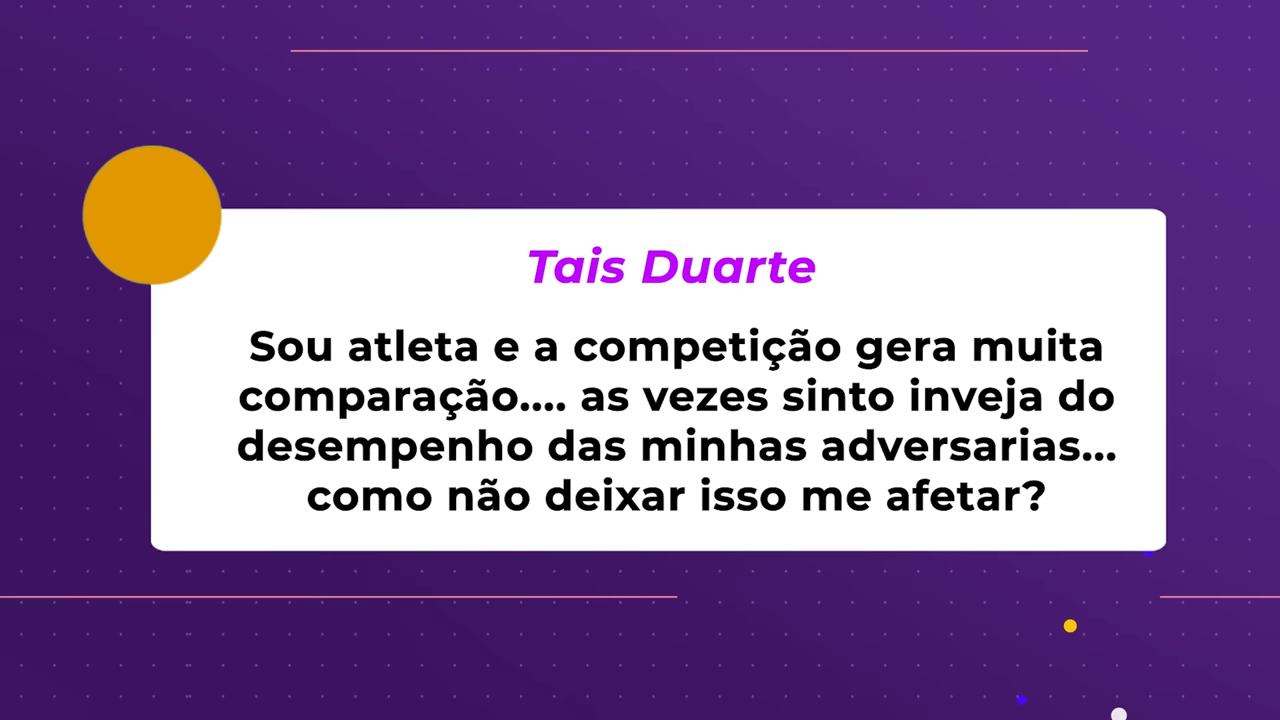 Tais Duarte
Sou atleta e a competição gera muita
comparação.... as vezes sinto inveja do
desempenho das minhas adversarias...
como não deixar isso me afetar?